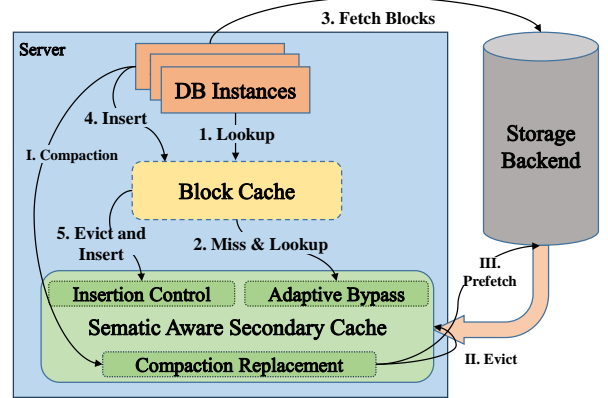 3. Fetch Blocks
Server
DB Instances
4. Insert
1. Lookup
Storage
Backend
I. Compaction
Block Cache
5. Evict and
Insert
2. Miss & Lookup
III.
Prefetch
Insertion Control
Adaptive Bypass
Sematic Aware Secondary Cache
II. Evict
Compaction Replacement